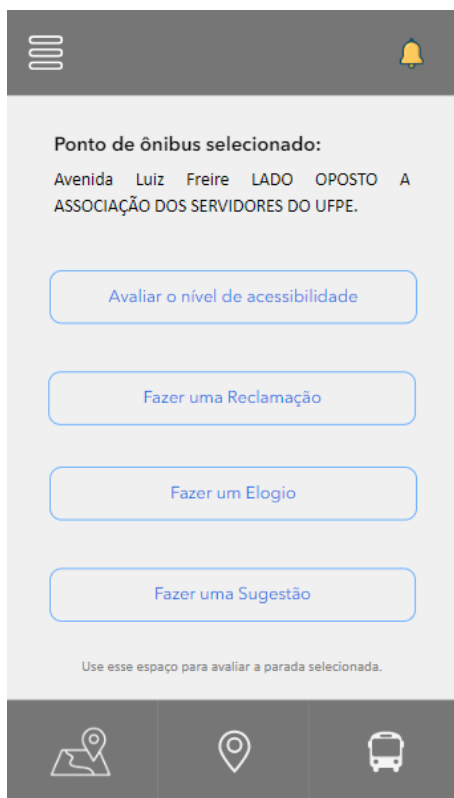 Ponto de ônibus selecionado:
Avenida Luiz Freire LADO OPOSTO A
ASSOCIAÇÃO DOS SERVIDORES DO UFPE.
Avaliar o nível de acessibilidade
Fazer uma Reclamação
Fazer um Elogio
Fazer uma Sugestão
Use esse espaço para avaliar a parada selecionada.